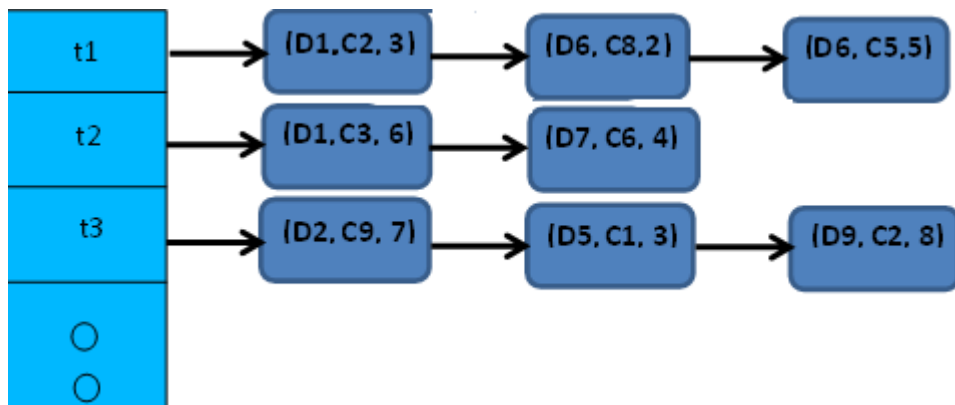 t1 (D1,C2, 3) (D6, C8,2) (D6, C5,5)
t2 (D1,C3, 6) (D7, C6, 4)
t3 (D2, C9, 7) (D5, C1, 3) (D9, C2, 8)